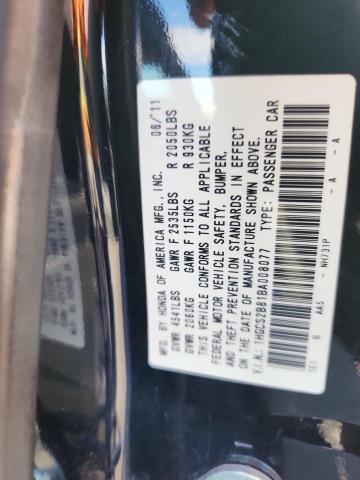 MFD. BY HONDA OF AMERICA MFG., INC. 06/11
GVWR 4541LBS GAWR F 2535LBS R 2050LBS
GVWR 2060KG GAWR F 1150KG R 930KG
THIS VEHICLE CONFORMS TO ALL APPLICABLE
FEDERAL MOTOR VEHICLE SAFETY, BUMPER,
AND THEFT PREVENTION STANDARDS IN EFFECT
ON THE DATE OF MANUFACTURE SHOWN ABOVE.
V.I.N.: 1HGCS2B81BA008077 TYPE: PASSENGER CAR
TE1 B AA5 - NH731P - A - A